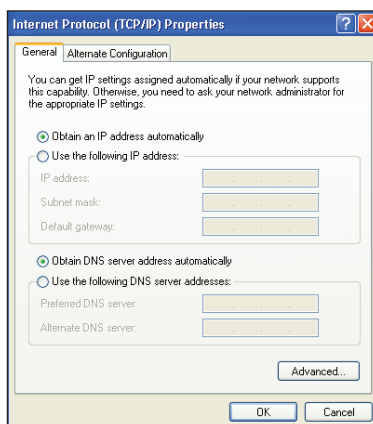 Internet Protocol (TCP/IP) Properties
General Alternate Configuration
You can get IP settings assigned automatically if your network supports
this capability. Otherwise, you need to ask your network administrator for
the appropriate IP settings.
Obtain an IP address automatically
Use the following IP address:
IP address:
Subnet mask:
Default gateway:
Obtain DNS server address automatically
Use the following DNS server addresses:
Preferred DNS server:
Alternate DNS server:
Advanced...
OK Cancel